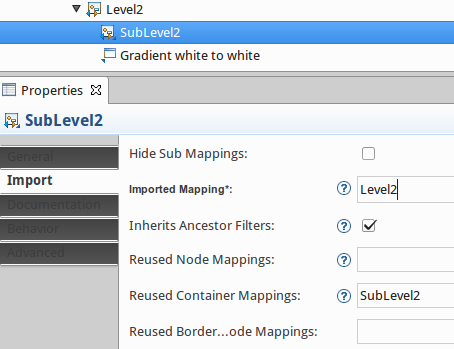 Level2
SubLevel2
Gradient white to white
Properties
SubLevel2
General
Import
Documentation
Behavior
Advanced
Hide Sub Mappings:
Imported Mapping*: ? Level2
Inherits Ancestor Filters: ?
Reused Node Mappings: ?
Reused Container Mappings: ? SubLevel2
Reused Border...ode Mappings: